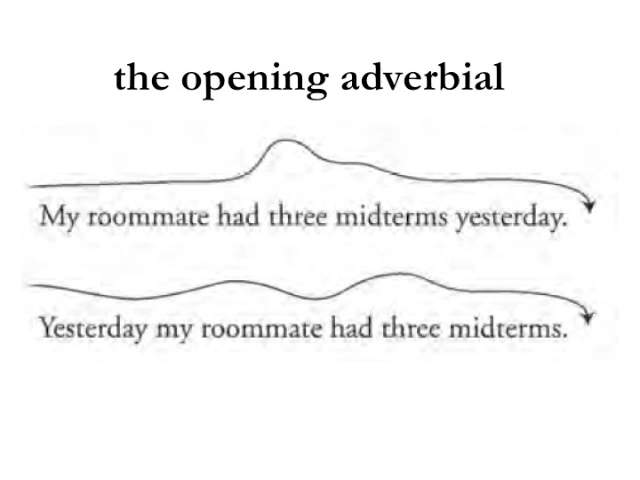 the opening adverbial
My roommate had three midterms yesterday.
Yesterday my roommate had three midterms.